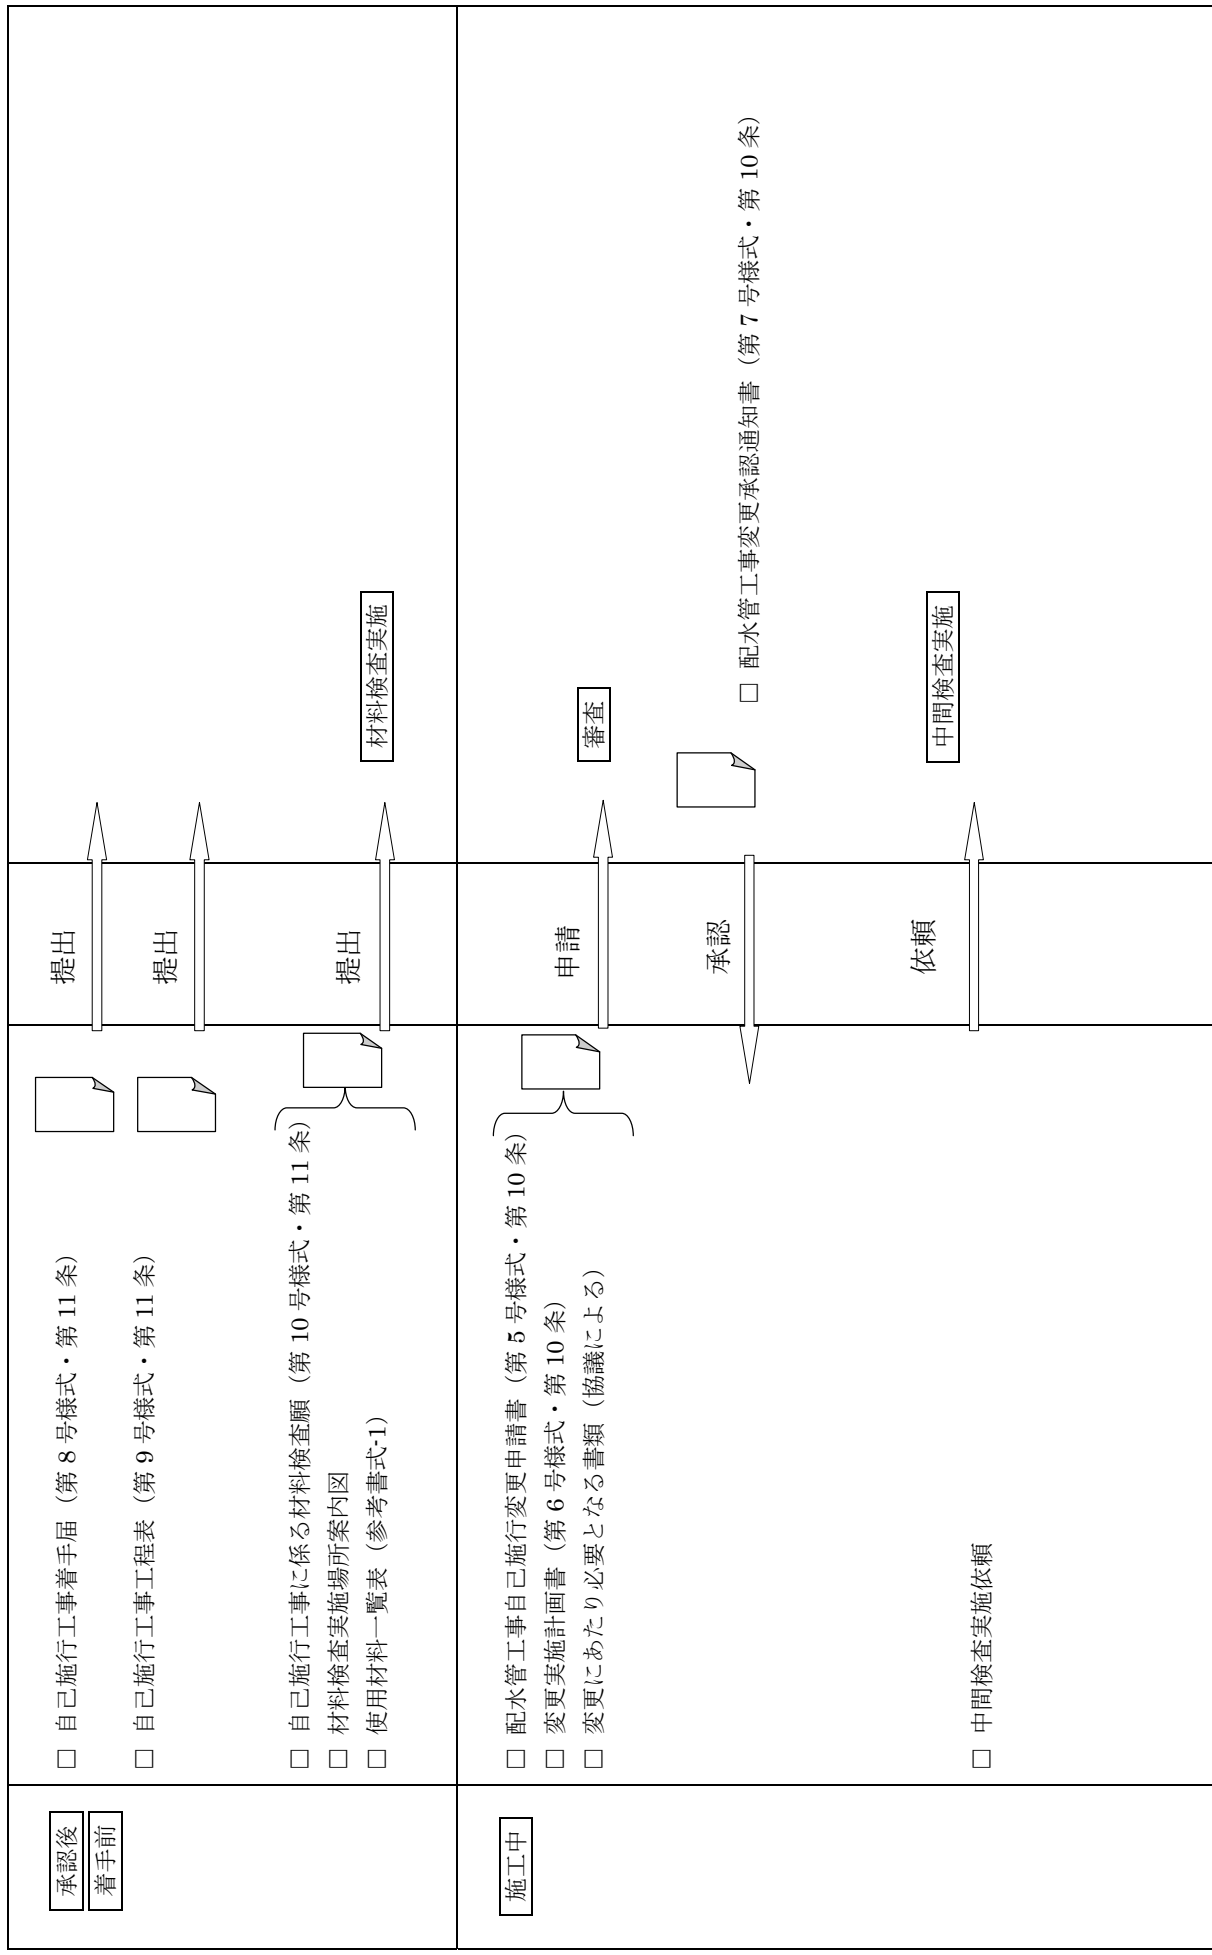 承認後
着手前
□ 自己施行工事着手届（第 8 号様式・第 11 条）
提出
□ 自己施行工事工程表（第 9 号様式・第 11 条）
提出
□ 自己施行工事に係る材料検査願（第 10 号様式・第 11 条）
□ 材料検査実施場所案内図
□ 使用材料一覧表（参考書式-1）
提出
材料検査実施
施工中
□ 配水管工事自己施行変更申請書（第 5 号様式・第 10 条）
□ 変更実施計画書（第 6 号様式・第 10 条）
□ 変更にあたり必要となる書類（協議による）
申請
審査
承認
□ 配水管工事変更承認通知書（第 7 号様式・第 10 条）
□ 中間検査実施依頼
依頼
中間検査実施